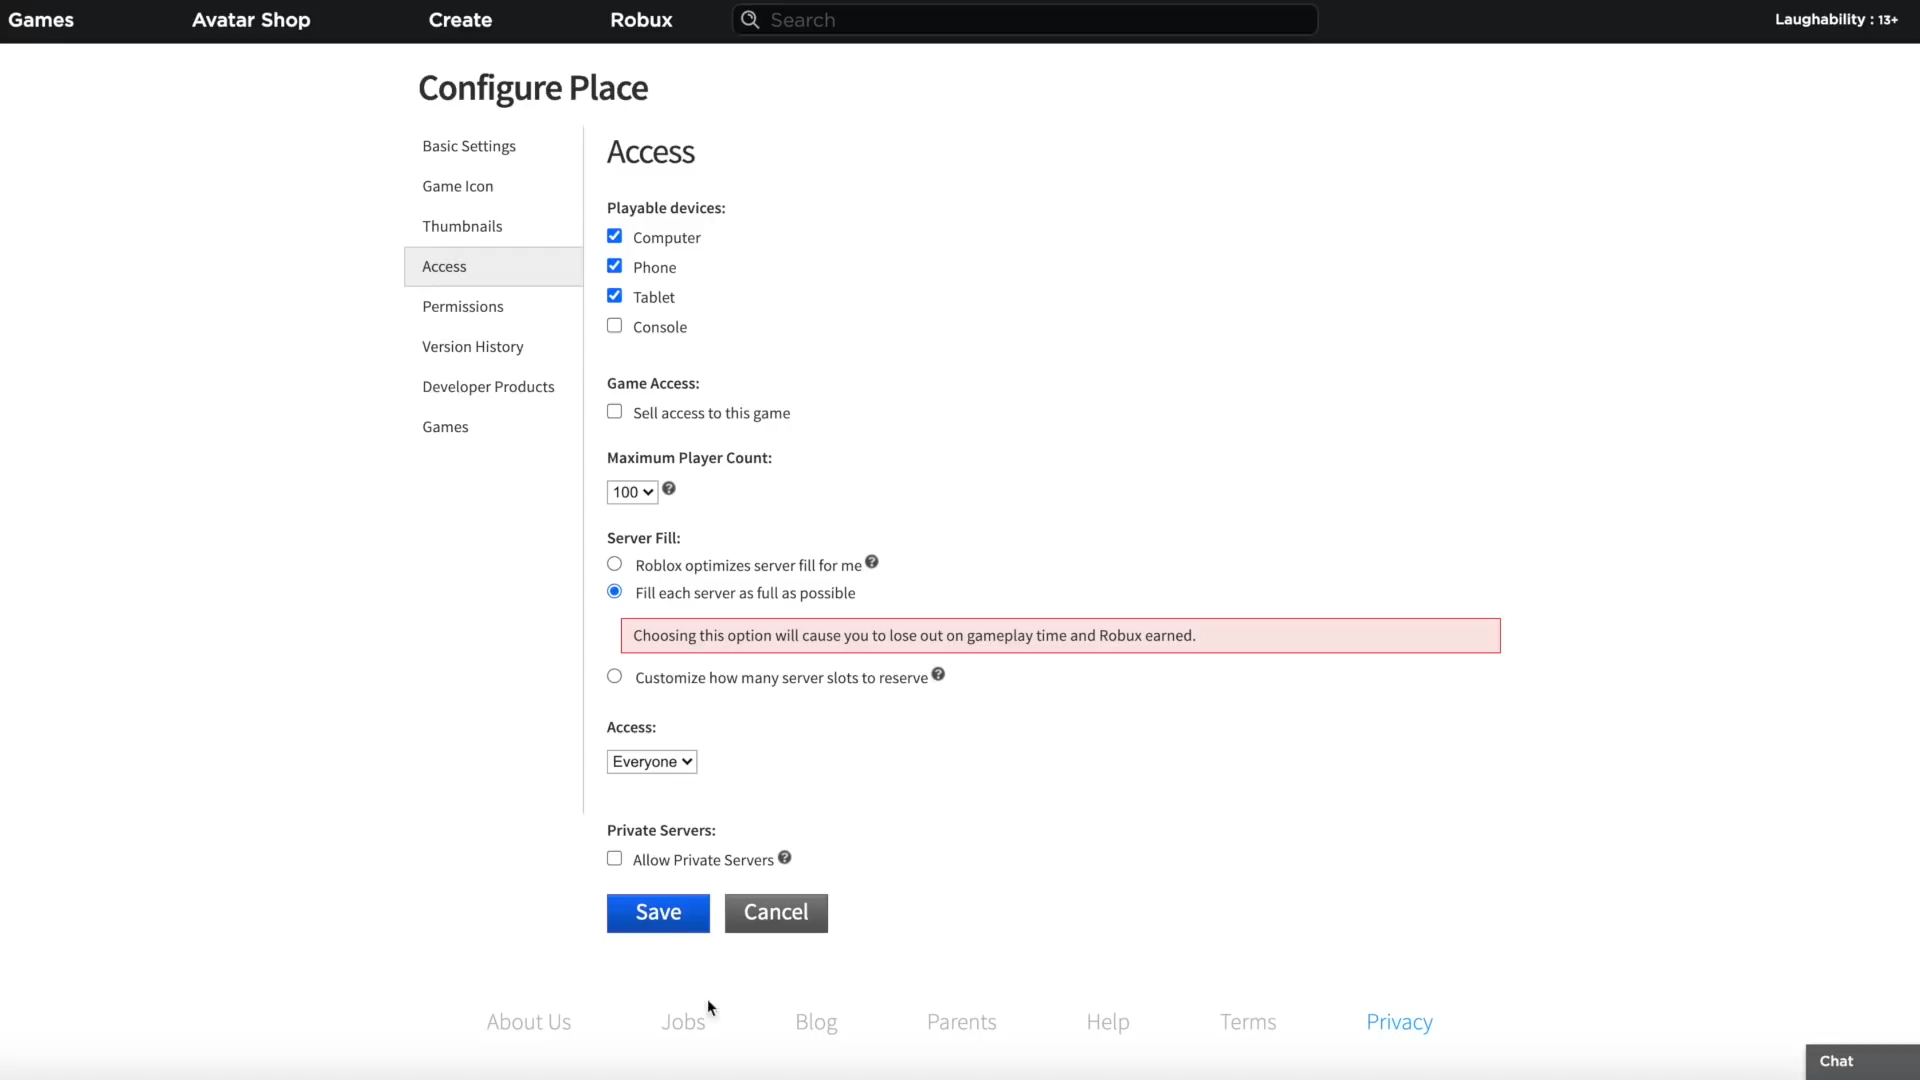 Games Avatar Shop Create Robux Search Laughability : 13+
Configure Place
Basic Settings
Game Icon
Thumbnails
Access
Permissions
Version History
Developer Products
Games
Access
Playable devices:
Computer
Phone
Tablet
Console
Game Access:
Sell access to this game
Maximum Player Count:
100
Server Fill:
Roblox optimizes server fill for me
Fill each server as full as possible
Choosing this option will cause you to lose out on gameplay time and Robux earned.
Customize how many server slots to reserve
Access:
Everyone
Private Servers:
Allow Private Servers
Save Cancel
About Us Jobs Blog Parents Help Terms Privacy
Chat